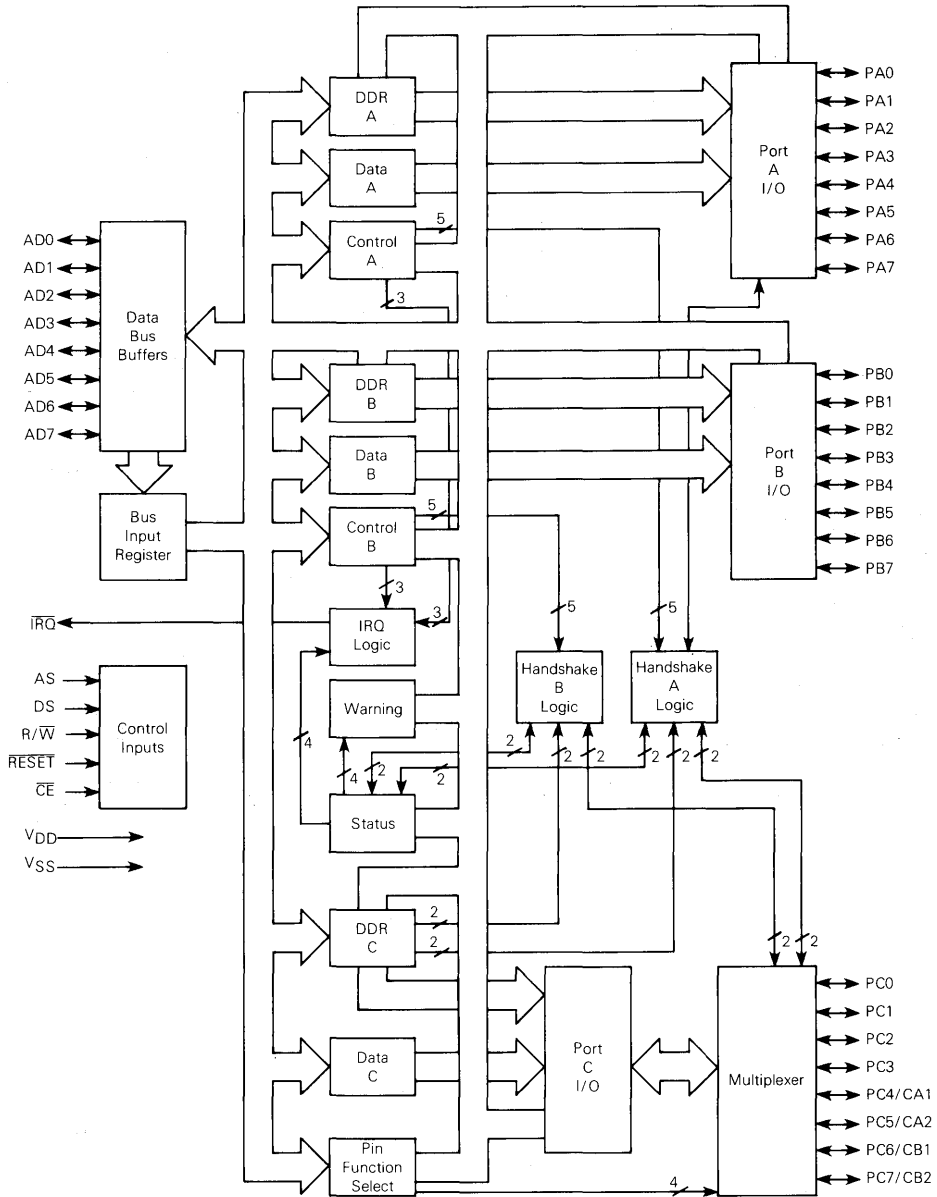 DDR
A
Data
A
Control
A
5
3
Port
A
I/O
PA0
PA1
PA2
PA3
PA4
PA5
PA6
PA7
AD0
AD1
AD2
AD3
AD4
AD5
AD6
AD7
Data
Bus
Buffers
Bus
Input
Register
DDR
B
Data
B
Control
B
5
3
3
Port
B
I/O
PB0
PB1
PB2
PB3
PB4
PB5
PB6
PB7
IRQ
IRQ
Logic
5
5
Handshake
B
Logic
Handshake
A
Logic
AS
DS
R/W
RESET
CE
Control
Inputs
VDD
VSS
Warning
4
4
2
2
2
2
2
2
2
2
Status
DDR
C
2
2
2
2
Data
C
Port
C
I/O
Multiplexer
PC0
PC1
PC2
PC3
PC4/CA1
PC5/CA2
PC6/CB1
PC7/CB2
Pin
Function
Select
4